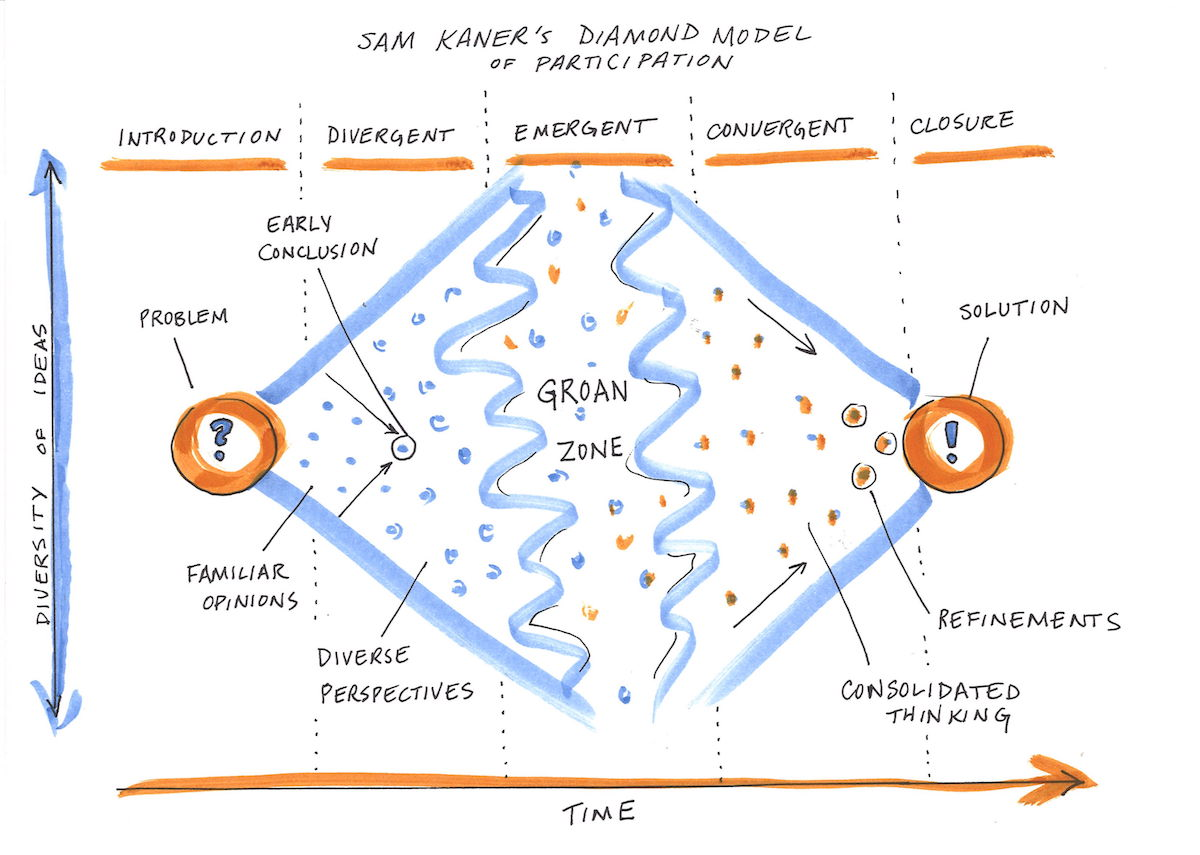 SAM KANER'S DIAMOND MODEL
OF PARTICIPATION
INTRODUCTION
DIVERGENT
EMERGENT
CONVERGENT
CLOSURE
EARLY
CONCLUSION
PROBLEM
SOLUTION
?
GROAN
ZONE
!
DIVERSITY OF IDEAS
FAMILIAR
OPINIONS
DIVERSE
PERSPECTIVES
REFINEMENTS
CONSOLIDATED
THINKING
TIME